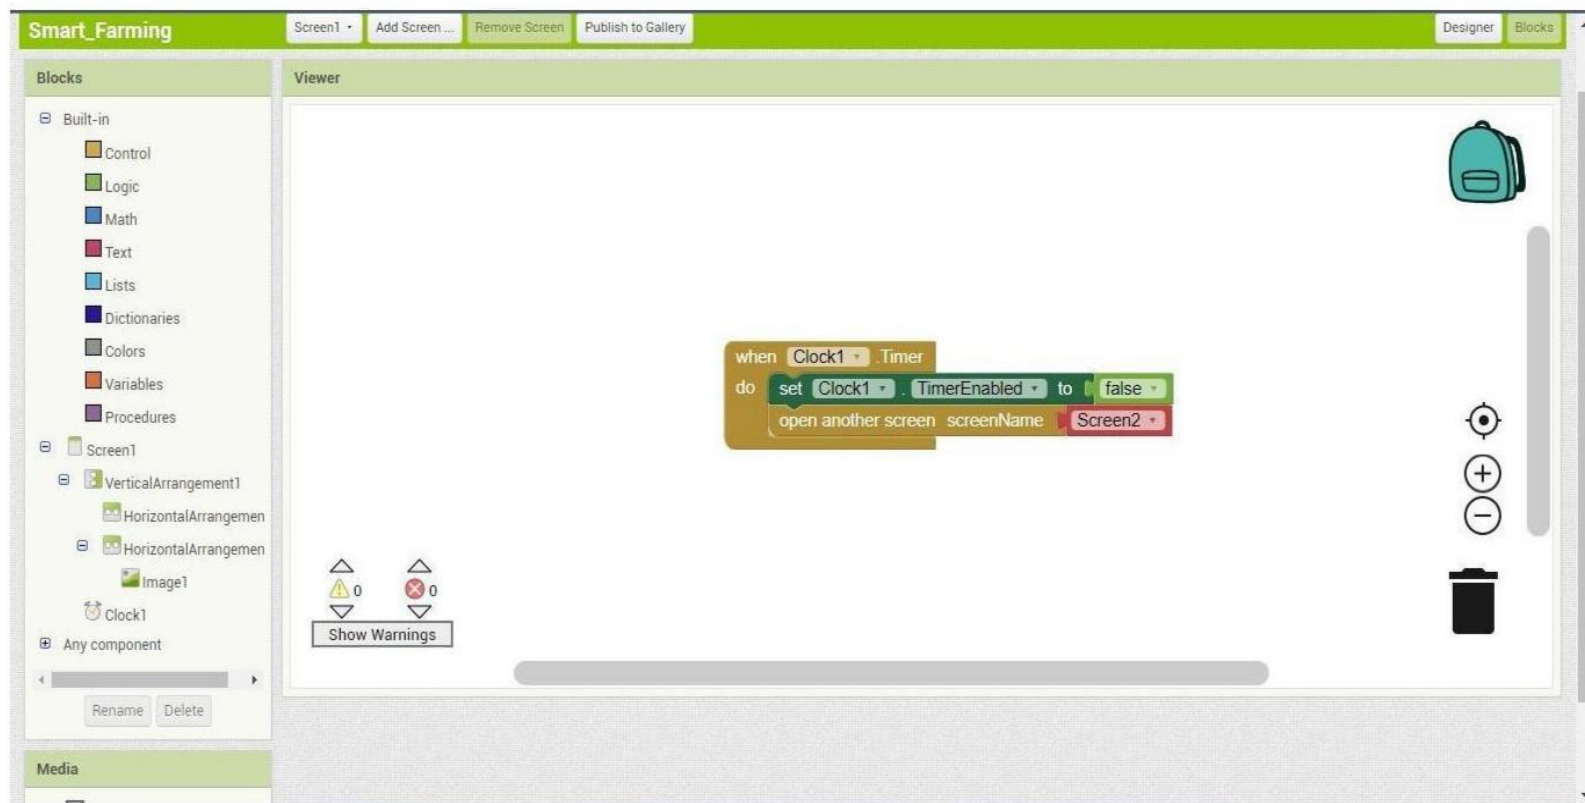 Smart_Farming
Screen1 Add Screen ... Remove Screen Publish to Gallery Designer Blocks
Blocks
Built-in
Control
Logic
Math
Text
Lists
Dictionaries
Colors
Variables
Procedures
Screen1
VerticalArrangement1
HorizontalArrangemen
HorizontalArrangemen
Image1
Clock1
Any component
Rename Delete
Media
Viewer
when Clock1 .Timer
do set Clock1 . TimerEnabled to false
open another screen screenName Screen2
0 0
Show Warnings